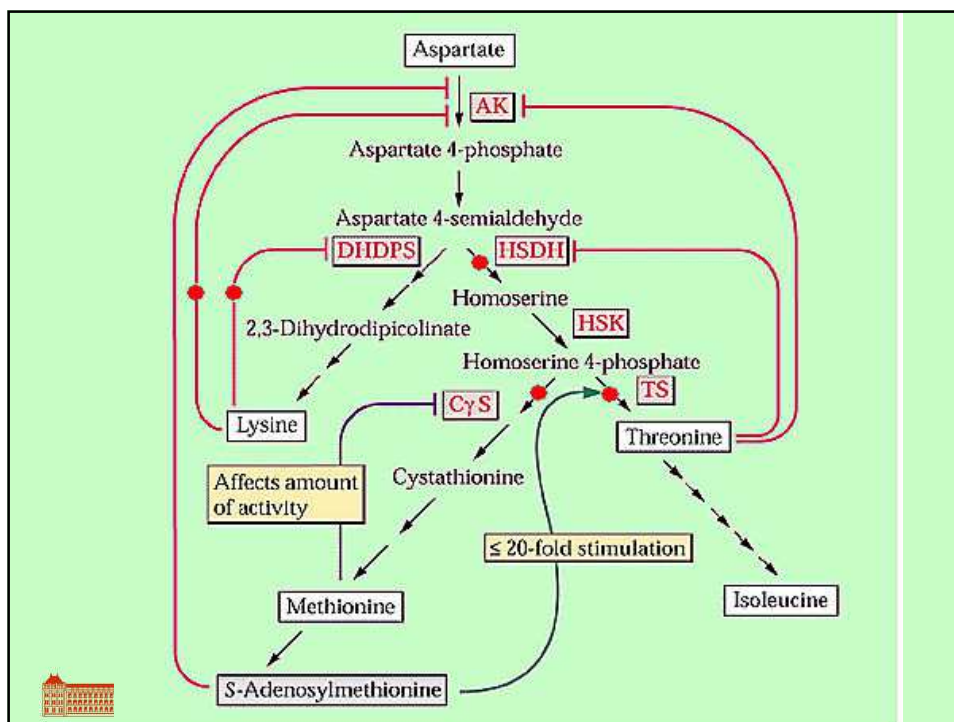 Aspartate
AK
Aspartate 4-phosphate
Aspartate 4-semialdehyde
DHDPS
HSDH
Homoserine
HSK
2,3-Dihydrodipicolinate
Homoserine 4-phosphate
TS
CγS
Lysine
Threonine
Cystathionine
Affects amount
of activity
≤ 20-fold stimulation
Methionine
Isoleucine
S-Adenosylmethionine